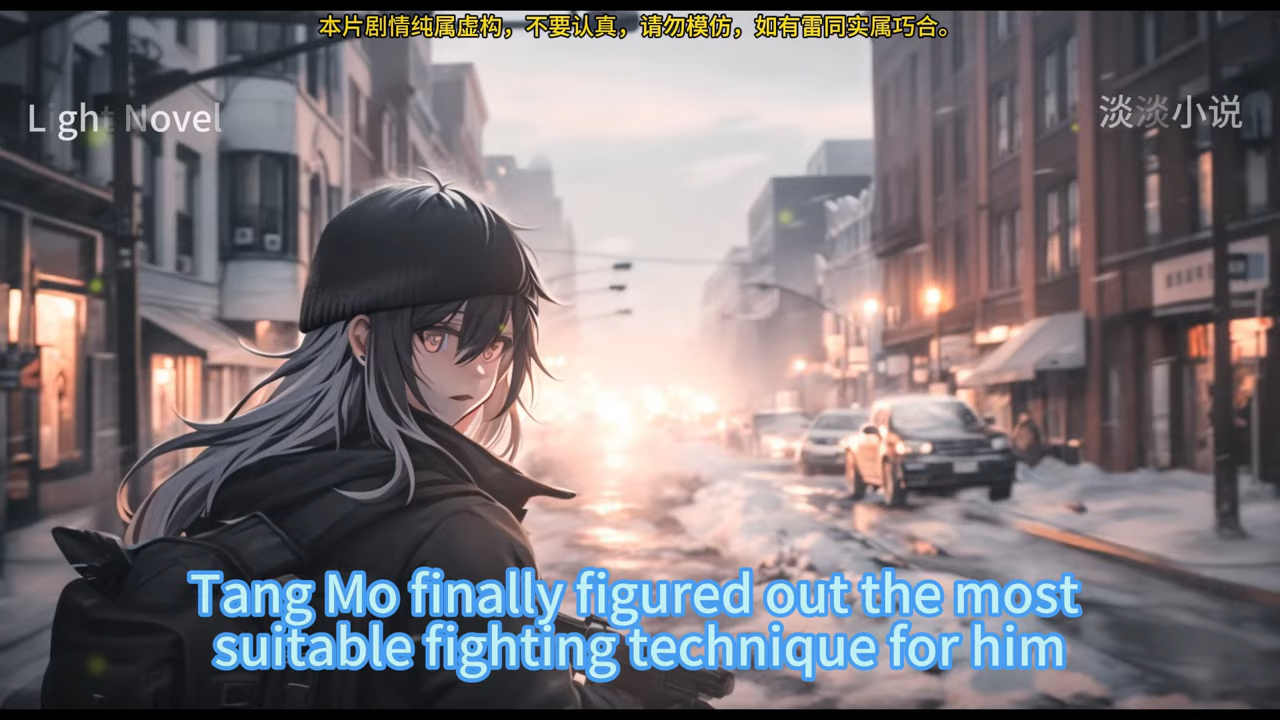 本片剧情纯属虚构，不要认真，请勿模仿，如有雷同实属巧合。
Light Novel
淡淡小说
Tang Mo finally figured out the most
suitable fighting technique for him